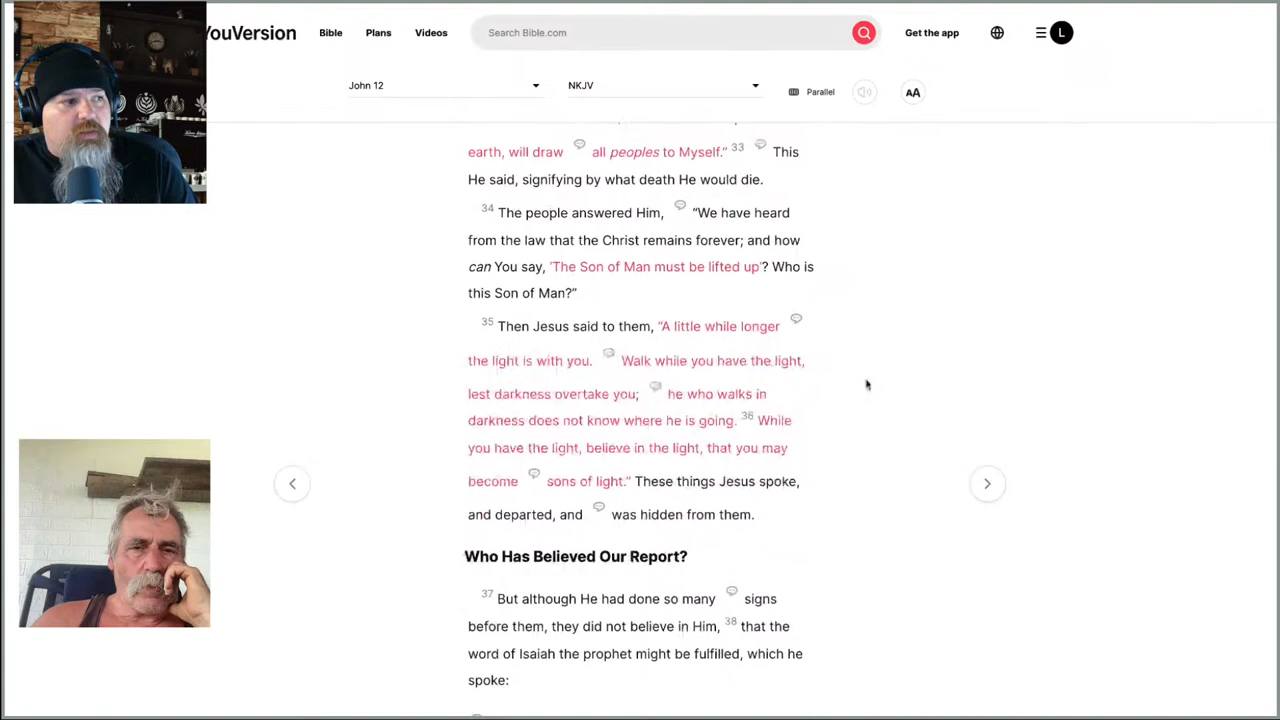 YouVersion Bible Plans Videos Search Bible.com Get the app L
John 12 NKJV Parallel AA
earth, will draw all peoples to Myself.” 33 This
He said, signifying by what death He would die.
34 The people answered Him, “We have heard
from the law that the Christ remains forever; and how
can You say, ‘The Son of Man must be lifted up’? Who is
this Son of Man?”
35 Then Jesus said to them, “A little while longer
the light is with you. Walk while you have the light,
lest darkness overtake you; he who walks in
darkness does not know where he is going. 36 While
you have the light, believe in the light, that you may
become sons of light.” These things Jesus spoke,
and departed, and was hidden from them.
Who Has Believed Our Report?
37 But although He had done so many signs
before them, they did not believe in Him, 38 that the
word of Isaiah the prophet might be fulfilled, which he
spoke: